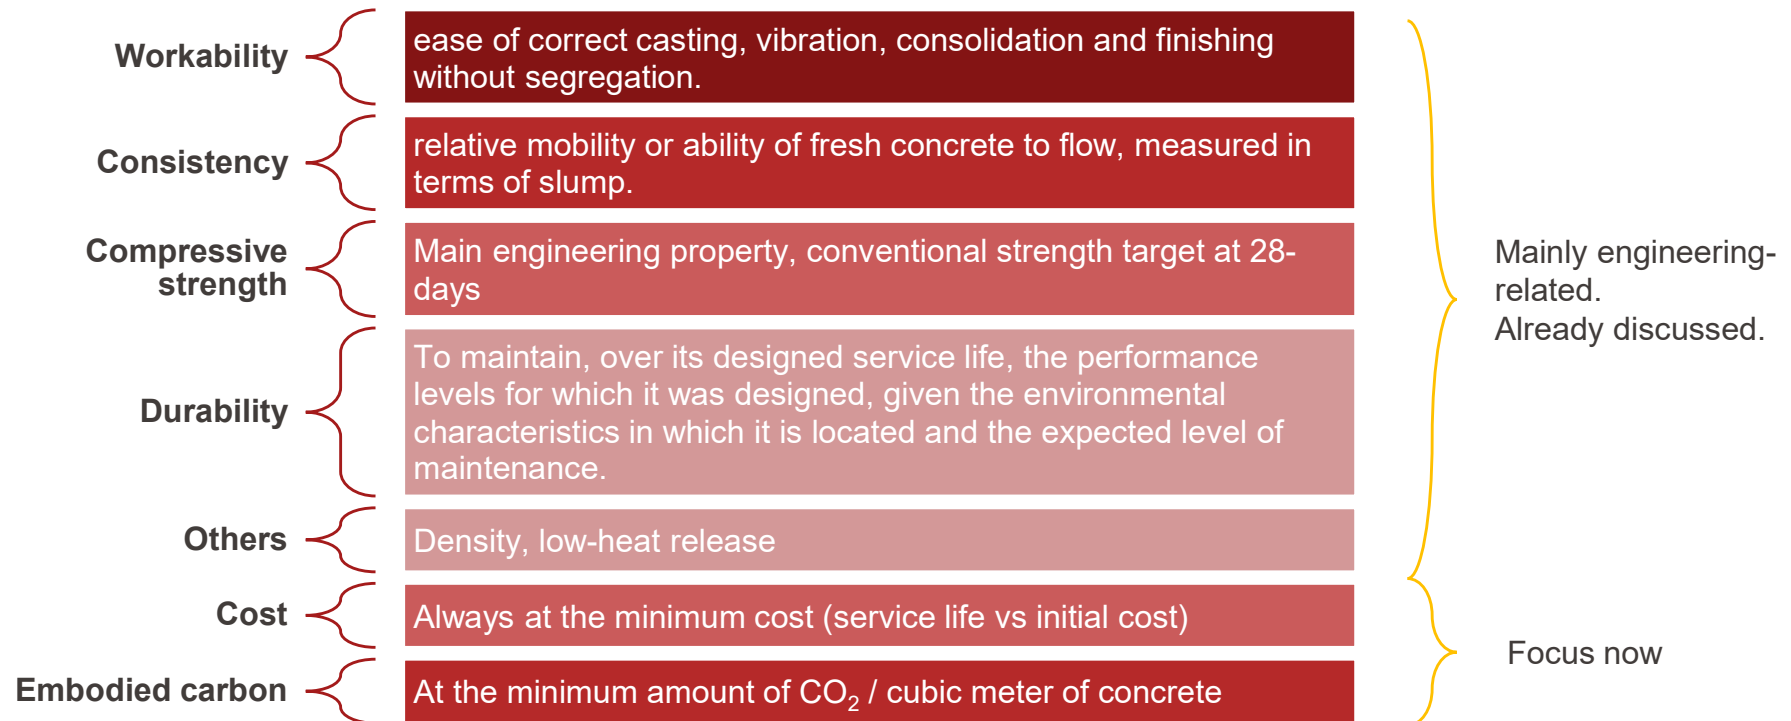 Workability
ease of correct casting, vibration, consolidation and finishing
without segregation.
Consistency
relative mobility or ability of fresh concrete to flow, measured in
terms of slump.
Compressive
strength
Main engineering property, conventional strength target at 28-
days
Durability
To maintain, over its designed service life, the performance
levels for which it was designed, given the environmental
characteristics in which it is located and the expected level of
maintenance.
Others
Density, low-heat release
Cost
Always at the minimum cost (service life vs initial cost)
Embodied carbon
At the minimum amount of CO₂ / cubic meter of concrete
Mainly engineering-
related.
Already discussed.
Focus now